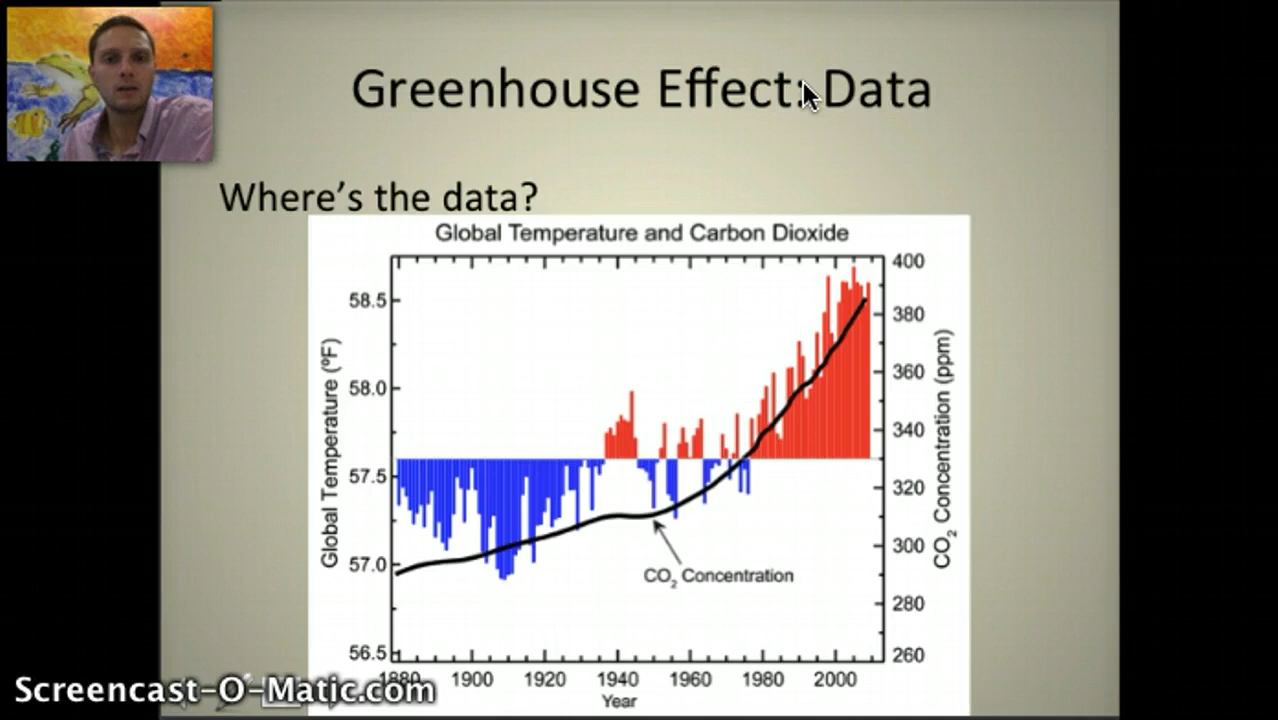 Greenhouse Effect: Data
Where's the data?
Global Temperature and Carbon Dioxide
Global Temperature (ºF)
58.5
58.0
57.5
57.0
56.5
400
380
360
340
320
300
280
260
CO2 Concentration (ppm)
CO2 Concentration
1880 1900 1920 1940 1960 1980 2000
Year
Screencast-O-Matic.com